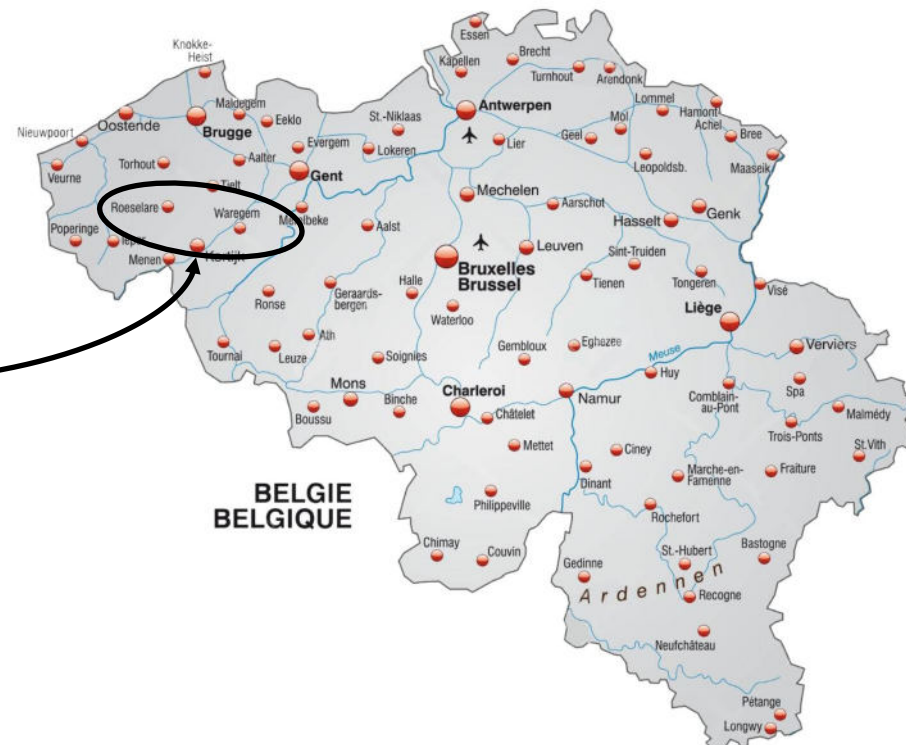 Essen
Knokke-
Heist
Kapellen
Brecht
Turnhout
Arendonk
Lommel
Hamont
Achel
Maldegem
Oostende
Brugge
Eeklo
St.-Niklaas
Antwerpen
Mol
Geel
Bree
Nieuwpoort
Evergem
Lokeren
Lier
Veurne
Torhout
Aalter
Gent
Leopoldsb.
Maaseik
Tielt
Mechelen
Aarschot
Roeselare
Waregem
Merelbeke
Aalst
Hasselt
Genk
Poperinge
Ieper
Menen
Kortijk
Leuven
Bruxelles
Brussel
Sint-Truiden
Tienen
Tongeren
Visé
Halle
Geraards-
bergen
Ronse
Waterloo
Liège
Ath
Tournai
Leuze
Soignies
Gembloux
Eghezee
Meuse
Verviers
Huy
Mons
Binche
Charleroi
Namur
Comblain-
au-Pont
Spa
Malmédy
Boussu
Châtelet
Trois-Ponts
Mettet
Ciney
St.Vith
Dinant
Marche-en-
Famenne
Fraiture
BELGIE
BELGIQUE
Philippeville
Rochefort
Chimay
Couvin
St.-Hubert
Bastogne
Gedinne
Ardennen
Recogne
Neufchâteau
Pétange
Longwy